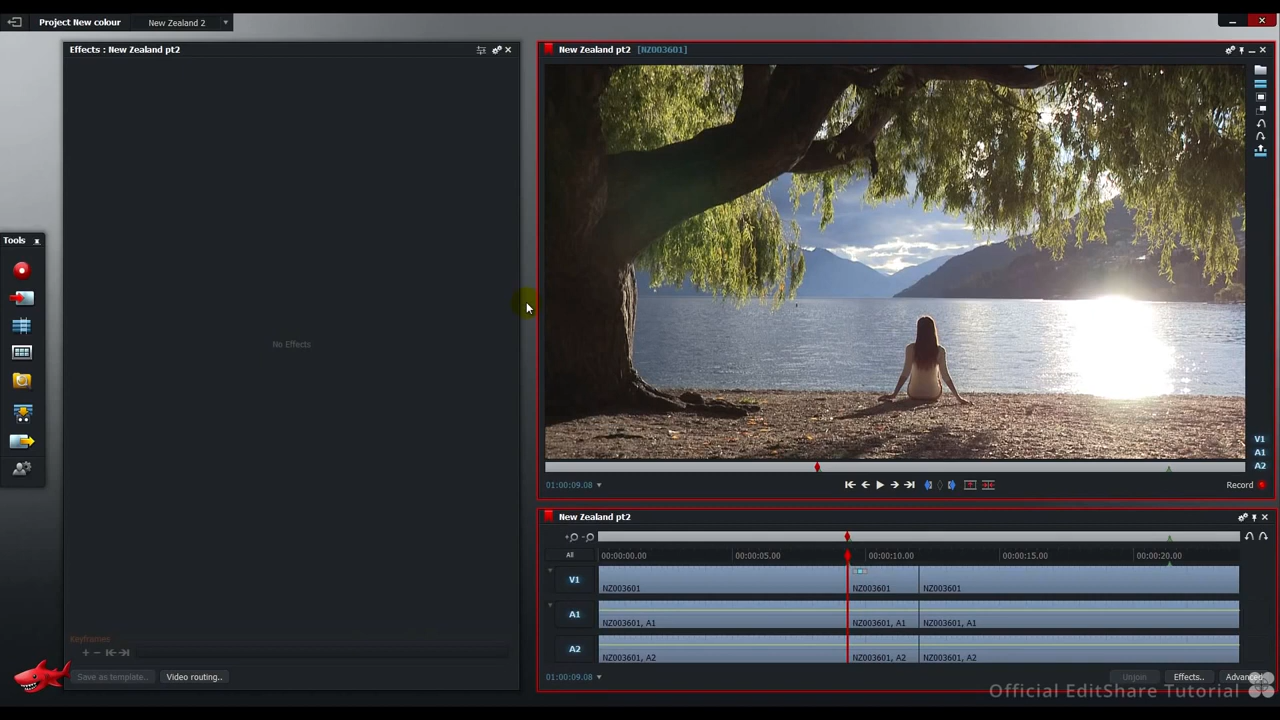 Project New colour
New Zealand 2
Effects : New Zealand pt2
New Zealand pt2 [NZ003601]
Tools
No Effects
V1
A1
A2
01:00:09.08
Record
New Zealand pt2
All
00:00:00.00
00:00:05.00
00:00:10.00
00:00:15.00
00:00:20.00
V1
NZ003601
NZ003601
NZ003601
A1
NZ003601, A1
NZ003601, A1
NZ003601, A1
A2
NZ003601, A2
NZ003601, A2
NZ003601, A2
Keyframes
Save as template..
Video routing..
01:00:09.08
Unjoin
Effects..
Advanced
Official EditShare Tutorial